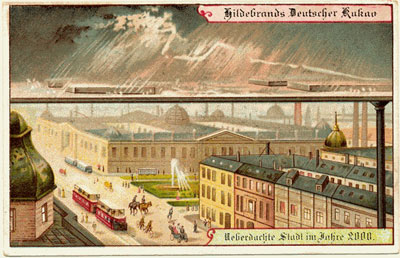 Hildebrands Deutscher Kakao
Ueberdachte Stadt im Jahre 2000.